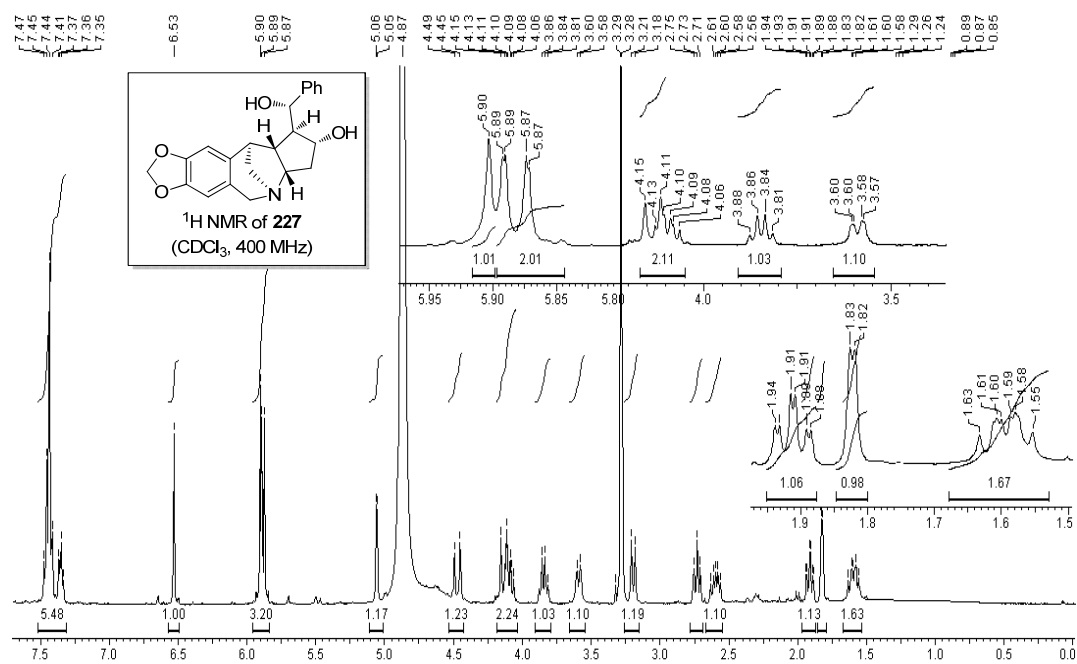 7.47 7.45 7.44 7.41 7.37 7.36 7.35 6.53 5.90 5.89 5.87 5.06 5.05 4.87 4.49 4.45 4.15 4.13 4.11 4.10 4.09 4.08 4.06 3.86 3.84 3.81 3.60 3.58 3.29 3.28 3.21 3.18 2.75 2.73 2.71 2.61 2.60 2.58 2.56 1.94 1.93 1.91 1.91 1.89 1.88 1.83 1.82 1.61 1.60 1.58 1.29 1.26 1.24 0.89 0.87 0.85
Ph
HO
H
H
OH
O
O
N
H
¹H NMR of 227
(CDCl₃, 400 MHz)
5.90 5.89 5.89 5.87 5.87
4.15 4.13 4.11 4.10 4.09 4.08 4.06 3.88 3.86 3.84 3.81 3.60 3.60 3.58 3.57
1.01 2.01 2.11 1.03 1.10
5.95 5.90 5.85 5.80 4.0 3.5
1.94 1.91 1.91 1.89 1.88 1.83 1.82 1.63 1.61 1.60 1.59 1.58 1.55
1.06 0.98 1.67
1.9 1.8 1.7 1.6 1.5
5.48 1.00 3.20 1.17 1.23 2.24 1.03 1.10 1.19 1.10 1.13 1.63
7.5 7.0 6.5 6.0 5.5 5.0 4.5 4.0 3.5 3.0 2.5 2.0 1.5 1.0 0.5 0.0